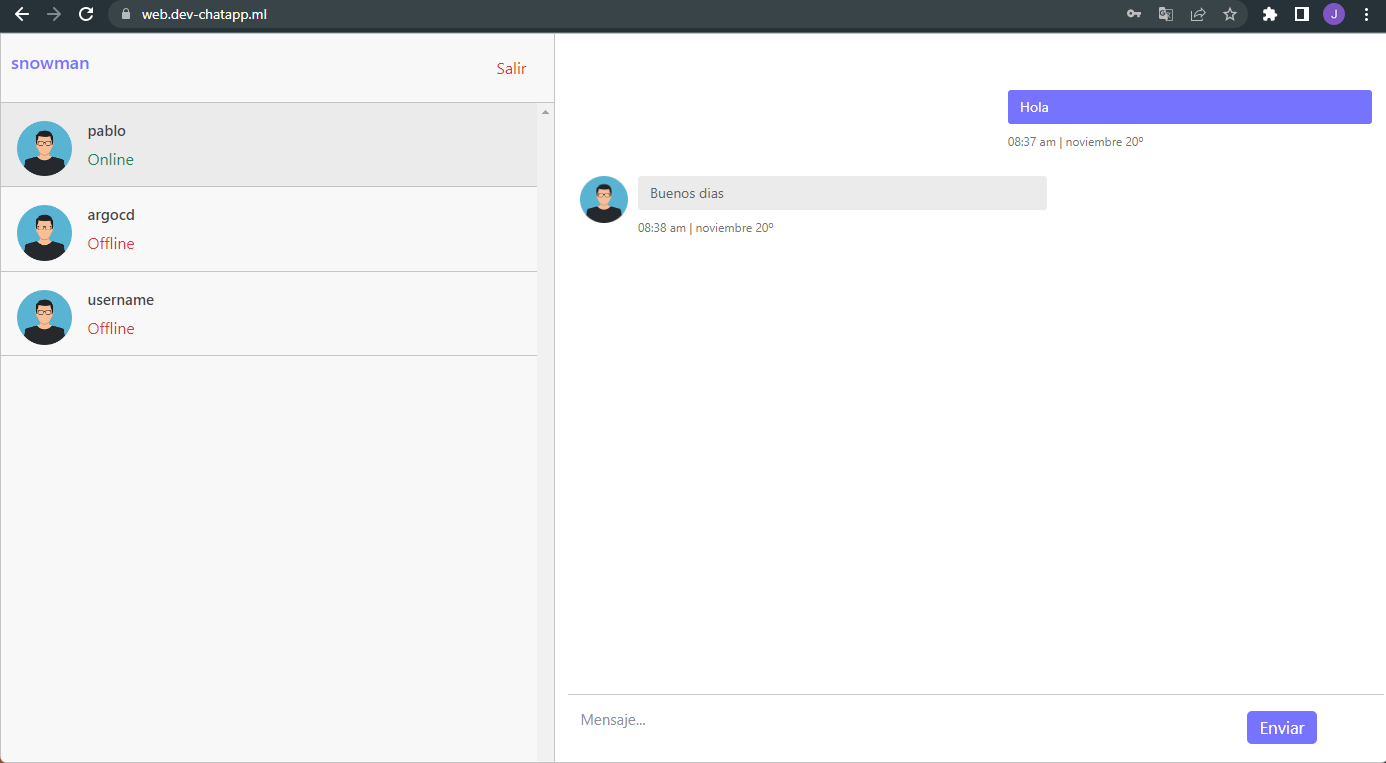 web.dev-chatapp.ml
J
snowman
Salir
pablo
Online
argocd
Offline
username
Offline
Hola
08:37 am | noviembre 20º
Buenos dias
08:38 am | noviembre 20º
Mensaje...
Enviar